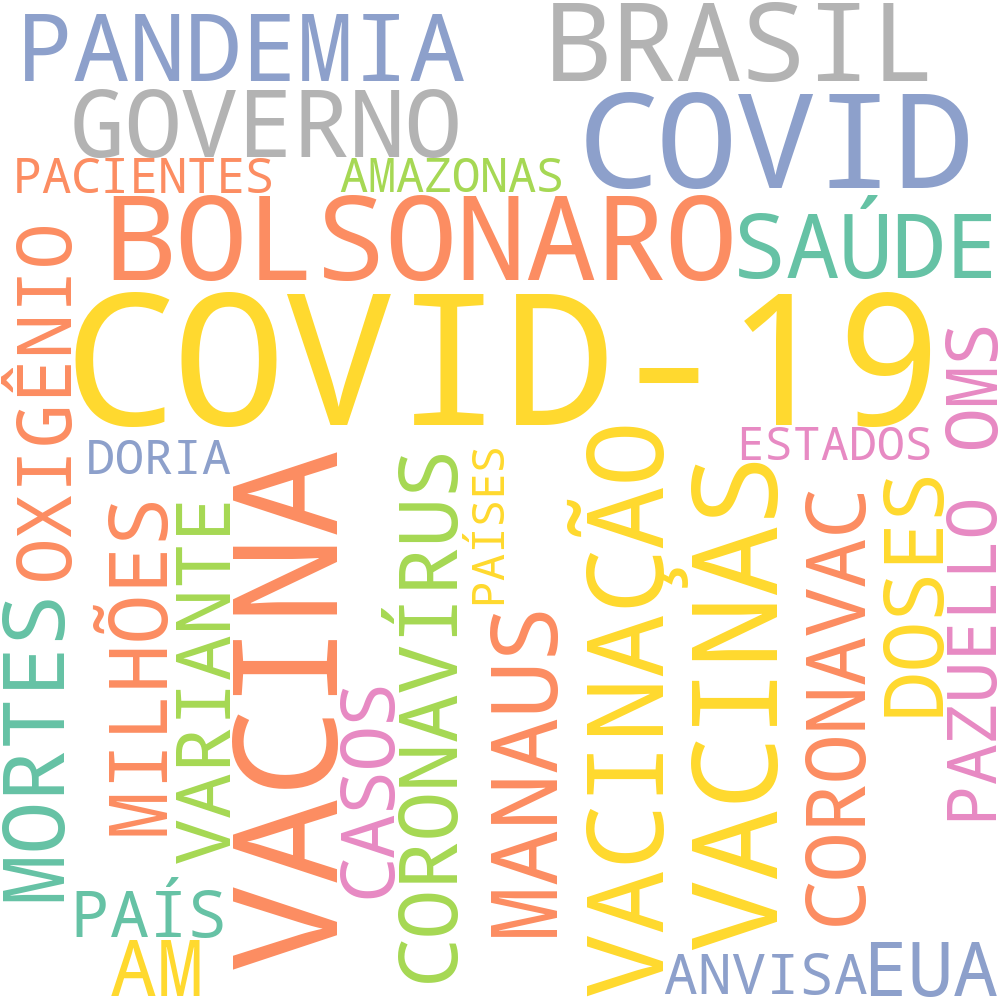 PANDEMIA
BRASIL
GOVERNO
COVID
PACIENTES
AMAZONAS
BOLSONARO
SAÚDE
OXIGÊNIO
COVID-19
OMS
DORIA
ESTADOS
MORTES
MILHÕES
VARIANTE
VACINA
CASOS
CORONAVÍRUS
PAÍSES
MANAUS
VACINAÇÃO
VACINAS
CORONAVAC
DOSES
PAZUELLO
PAÍS
AM
ANVISA
EUA